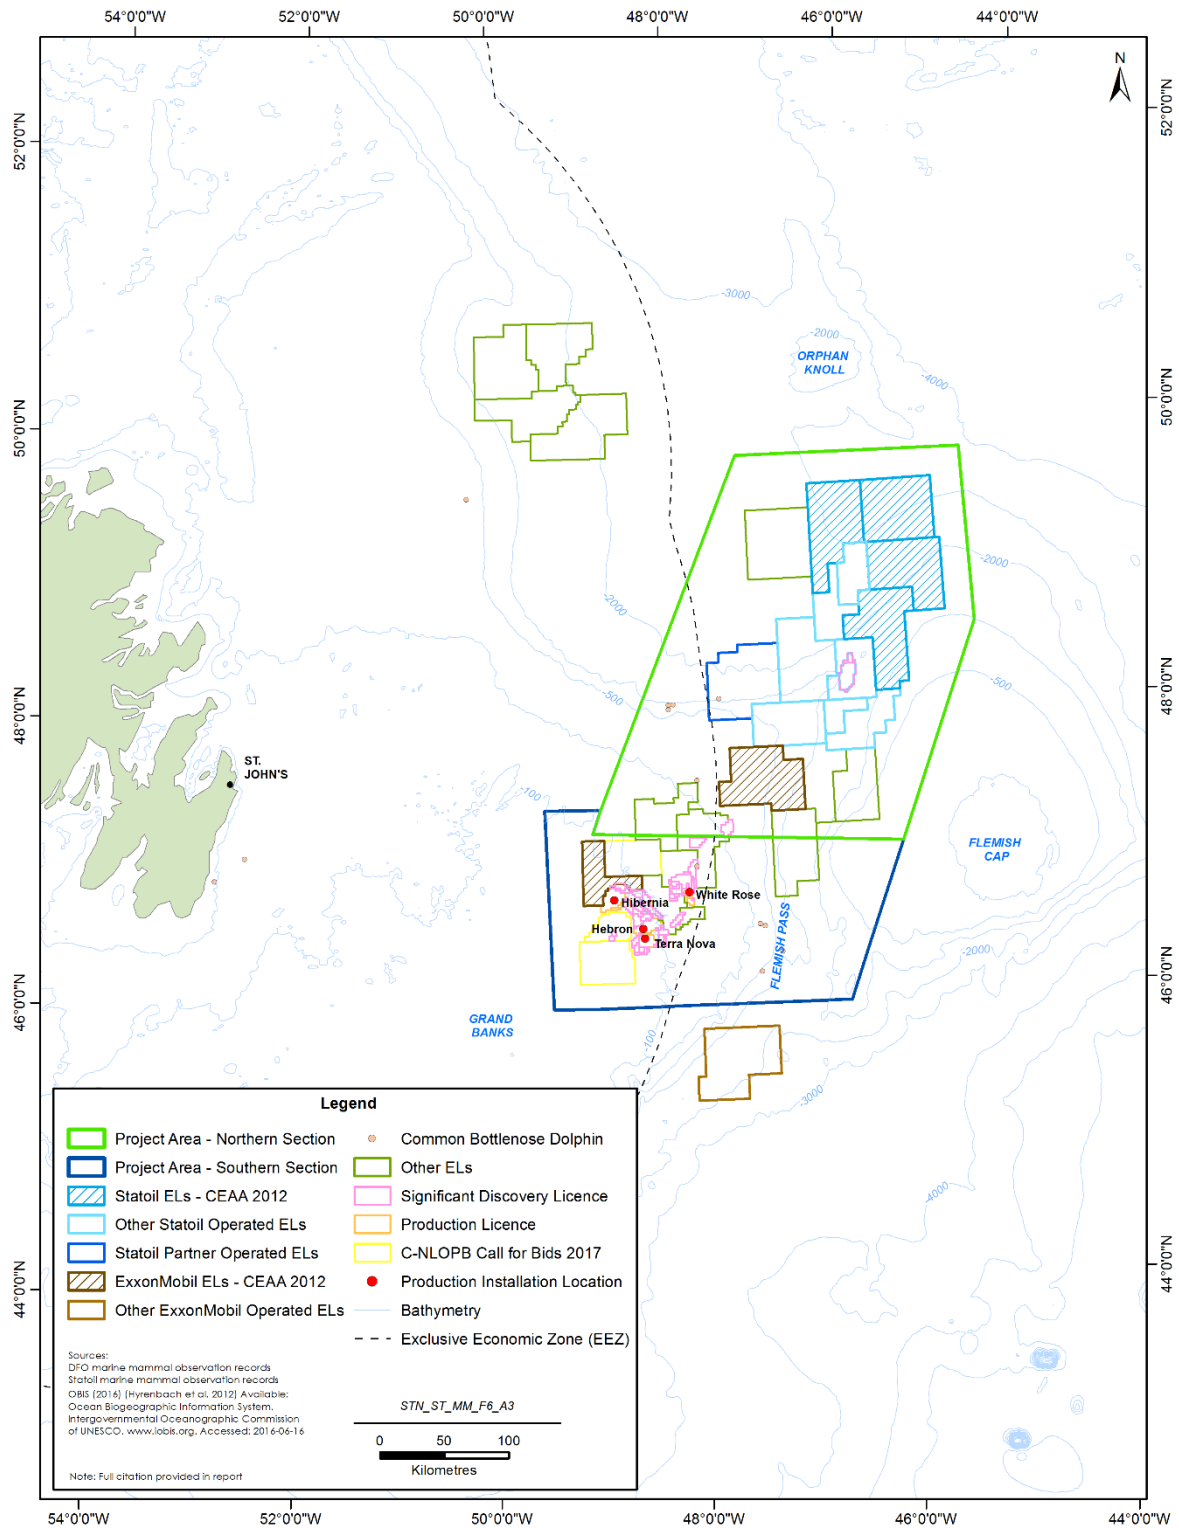 54°0'0"W 52°0'0"W 50°0'0"W 48°0'0"W 46°0'0"W 44°0'0"W
N
52°0'0"N
52°0'0"N
-3000
-2000
ORPHAN
KNOLL
-4000
50°0'0"N
50°0'0"N
-2000
-2000
-500
-500
48°0'0"N
48°0'0"N
ST.
JOHN'S
-100
FLEMISH
CAP
White Rose
Hibernia
Hebron
Terra Nova
FLEMISH PASS
-2000
46°0'0"N
46°0'0"N
GRAND
BANKS
-100
-3000
-4000
44°0'0"N
44°0'0"N
Legend
Project Area - Northern Section
Project Area - Southern Section
Statoil ELs - CEAA 2012
Other Statoil Operated ELs
Statoil Partner Operated ELs
ExxonMobil ELs - CEAA 2012
Other ExxonMobil Operated ELs
Common Bottlenose Dolphin
Other ELs
Significant Discovery Licence
Production Licence
C-NLOPB Call for Bids 2017
Production Installation Location
Bathymetry
Exclusive Economic Zone (EEZ)
Sources:
DFO marine mammal observation records
Statoil marine mammal observation records
OBIS (2016) (Hyrenbach et al. 2012) Available:
Ocean Biogeographic Information System.
Intergovernmental Oceanographic Commission
of UNESCO. www.iobis.org. Accessed: 2016-06-16
Note: Full citation provided in report
STN_ST_MM_F6_A3
0 50 100
Kilometres
54°0'0"W 52°0'0"W 50°0'0"W 48°0'0"W 46°0'0"W 44°0'0"W